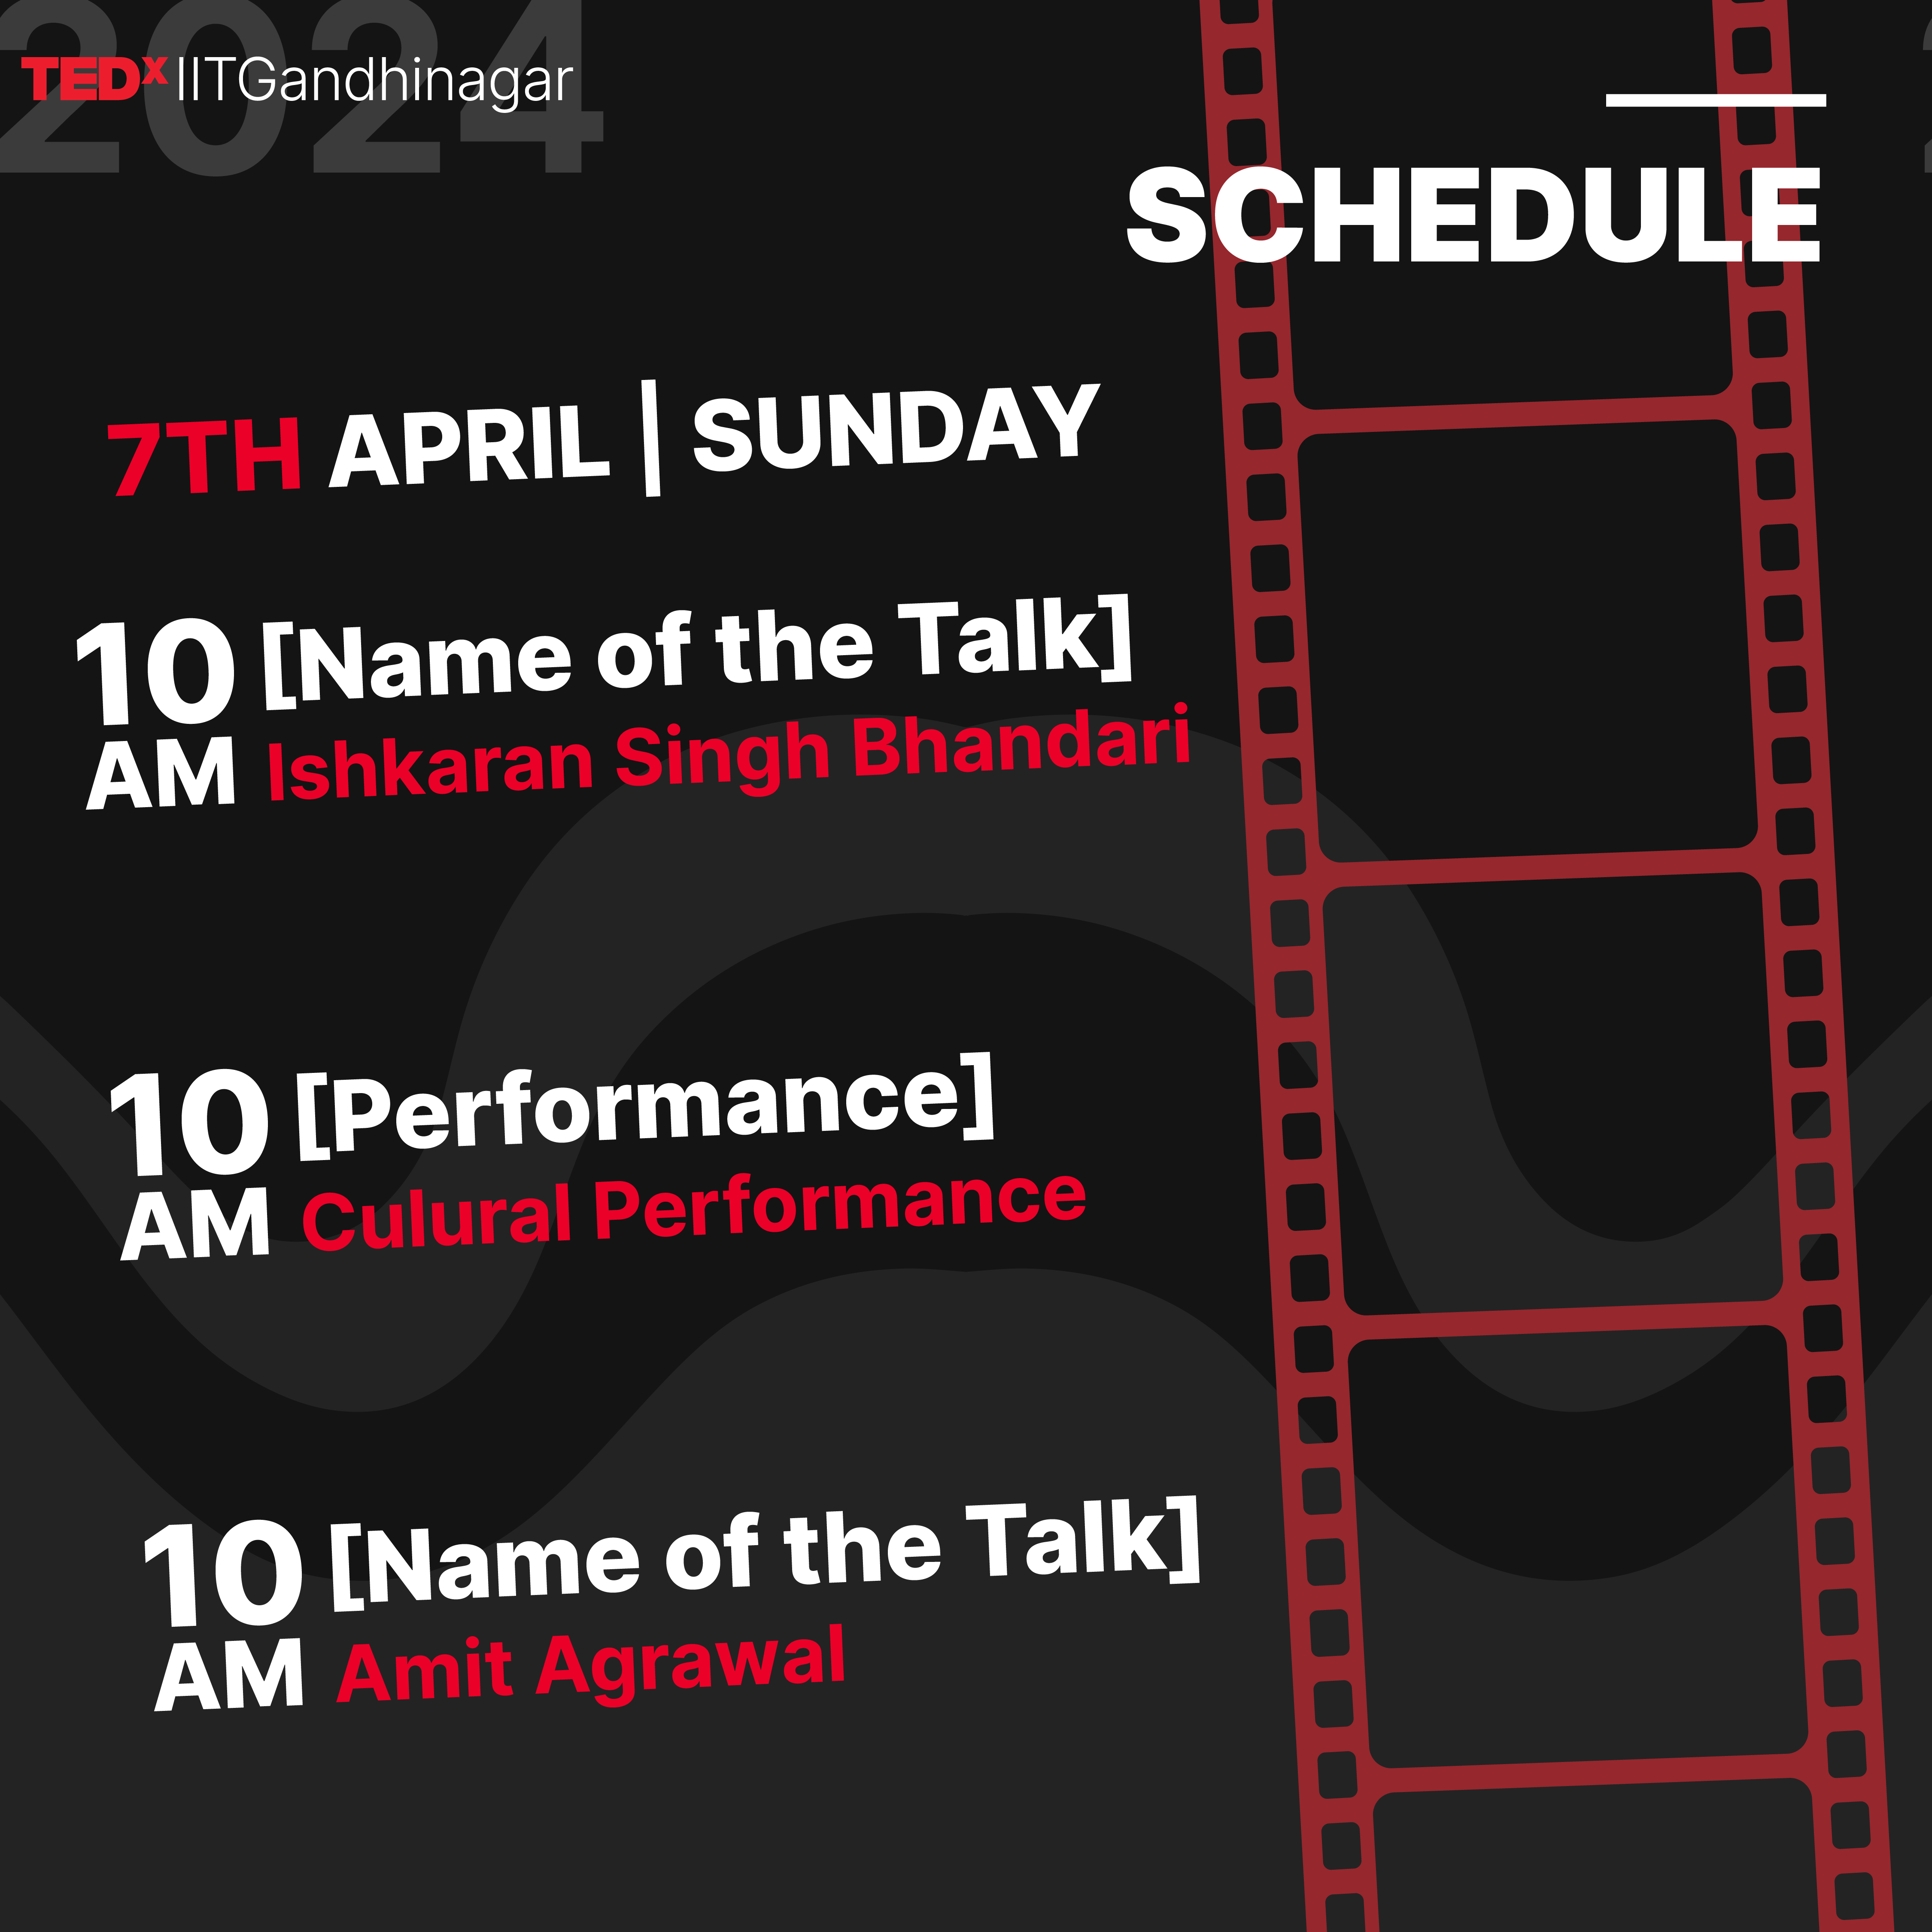 2024
TEDx IITGandhinagar
SCHEDULE
7TH APRIL | SUNDAY
10 [Name of the Talk]
AM Ishkaran Singh Bhandari
10 [Performance]
AM Culural Performance
10 [Name of the Talk]
AM Amit Agrawal